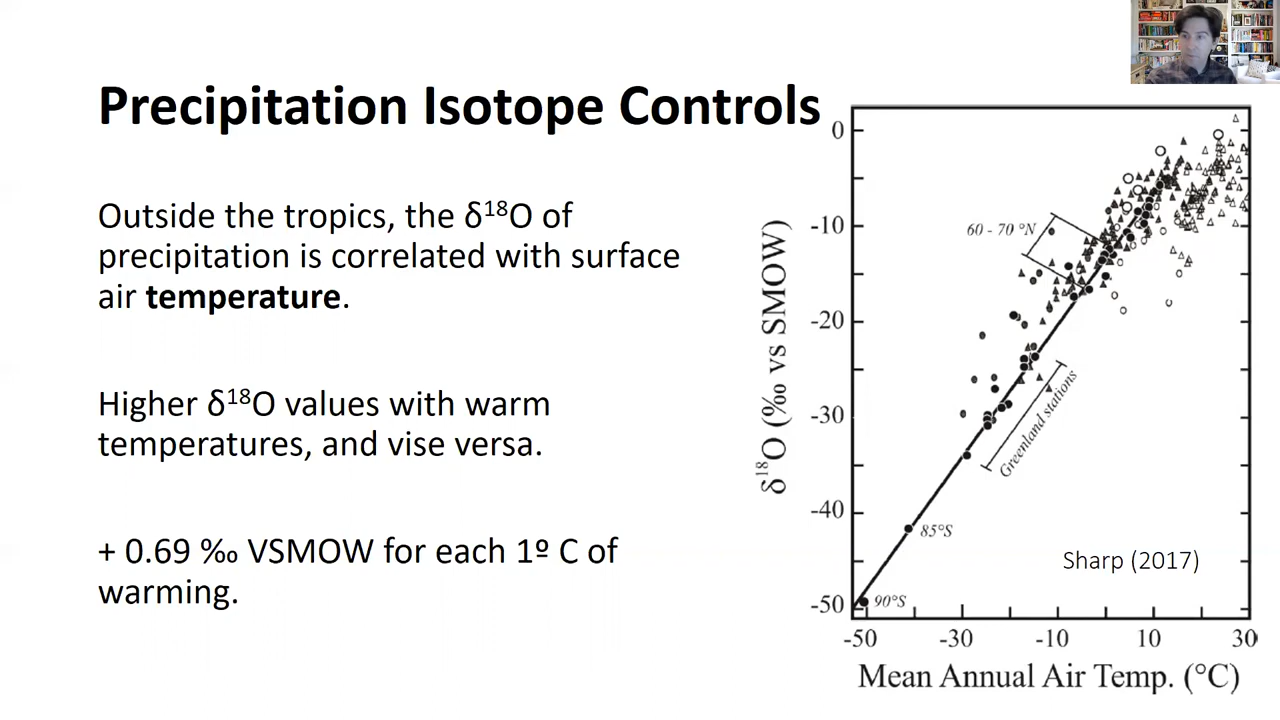 Precipitation Isotope Controls
Outside the tropics, the δ¹⁸O of
precipitation is correlated with surface
air temperature.
Higher δ¹⁸O values with warm
temperatures, and vise versa.
+ 0.69 ‰ VSMOW for each 1º C of
warming.
δ¹⁸O (‰ vs SMOW)
0
-10
-20
-30
-40
-50
60 - 70 °N
Greenland stations
85°S
90°S
Sharp (2017)
-50 -30 -10 10 30
Mean Annual Air Temp. (°C)